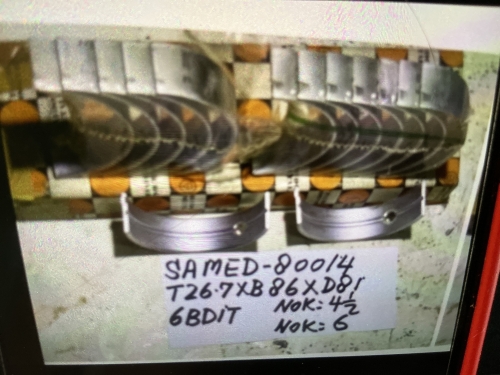 SAMED-80014
T26.7XB86XD81
6BDIT NOK: 4½
NOK: 6